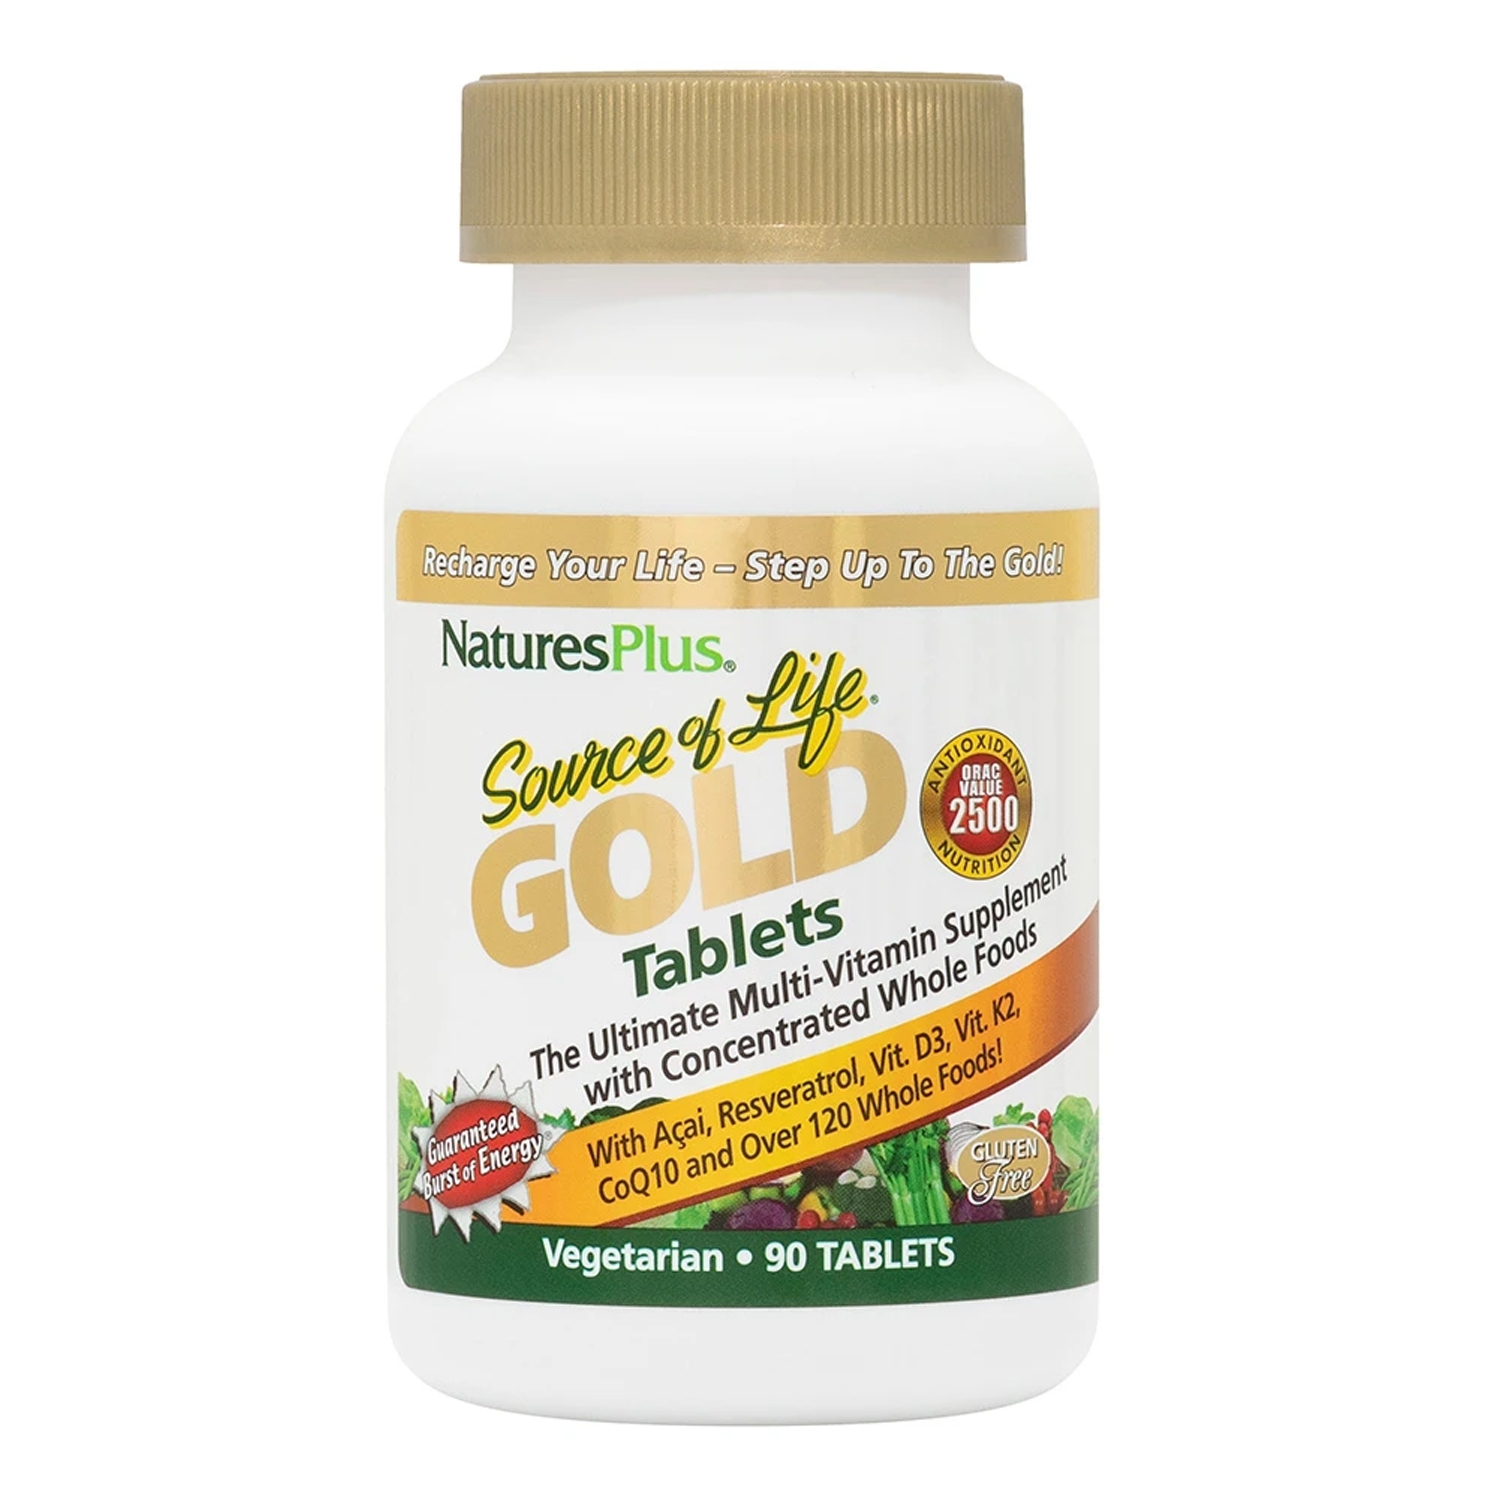 Recharge Your Life – Step Up To The Gold!
NaturesPlus®
Source of Life®
GOLD
Tablets
ANTIOXIDANT
ORAC
VALUE
2500
NUTRITION
The Ultimate Multi-Vitamin Supplement
with Concentrated Whole Foods
With Açai, Resveratrol, Vit. D3, Vit. K2,
CoQ10 and Over 120 Whole Foods!
Guaranteed
Burst of Energy®
GLUTEN
Free
Vegetarian • 90 TABLETS